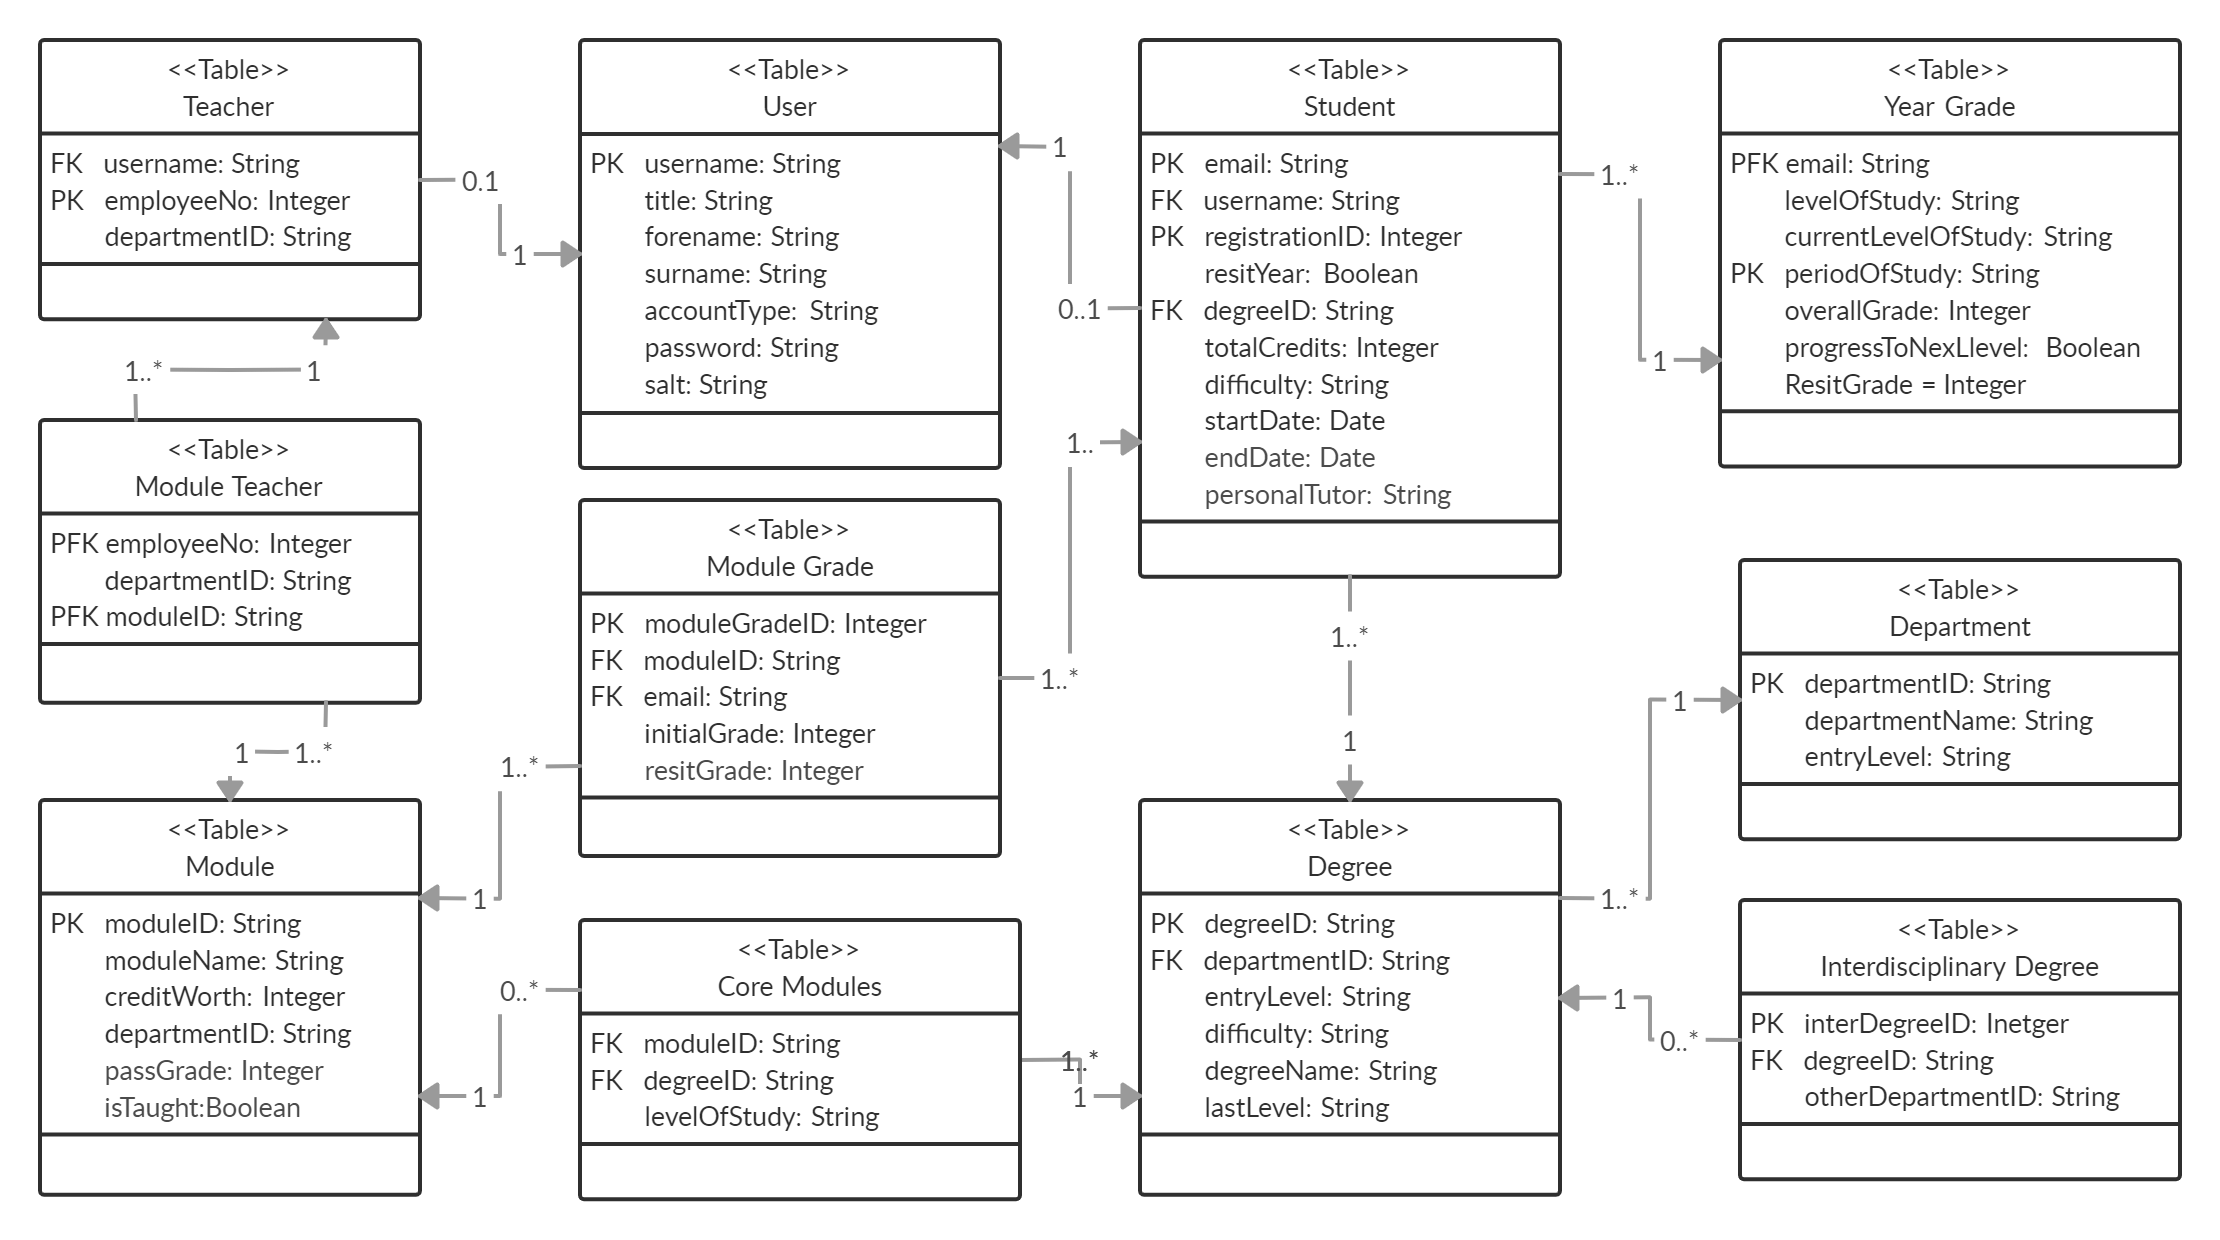 <<Table>>
Teacher
FK username: String
PK employeeNo: Integer
departmentID: String
0.1
1
<<Table>>
User
PK username: String
title: String
forename: String
surname: String
accountType: String
password: String
salt: String
1
0..1
<<Table>>
Student
PK email: String
FK username: String
PK registrationID: Integer
resitYear: Boolean
FK degreeID: String
totalCredits: Integer
difficulty: String
startDate: Date
endDate: Date
personalTutor: String
1..*
1
<<Table>>
Year Grade
PFK email: String
levelOfStudy: String
currentLevelOfStudy: String
PK periodOfStudy: String
overallGrade: Integer
progressToNexLlevel: Boolean
ResitGrade = Integer
1..*
1
<<Table>>
Module Teacher
PFK employeeNo: Integer
departmentID: String
PFK moduleID: String
1
1..*
<<Table>>
Module Grade
PK moduleGradeID: Integer
FK moduleID: String
FK email: String
initialGrade: Integer
resitGrade: Integer
1..
1..*
1..*
1
1..*
1
<<Table>>
Department
PK departmentID: String
departmentName: String
entryLevel: String
<<Table>>
Module
PK moduleID: String
moduleName: String
creditWorth: Integer
departmentID: String
passGrade: Integer
isTaught:Boolean
0..*
1
<<Table>>
Core Modules
FK moduleID: String
FK degreeID: String
levelOfStudy: String
1..*
1
<<Table>>
Degree
PK degreeID: String
FK departmentID: String
entryLevel: String
difficulty: String
degreeName: String
lastLevel: String
1
1..*
1
0..*
<<Table>>
Interdisciplinary Degree
PK interDegreeID: Inetger
FK degreeID: String
otherDepartmentID: String